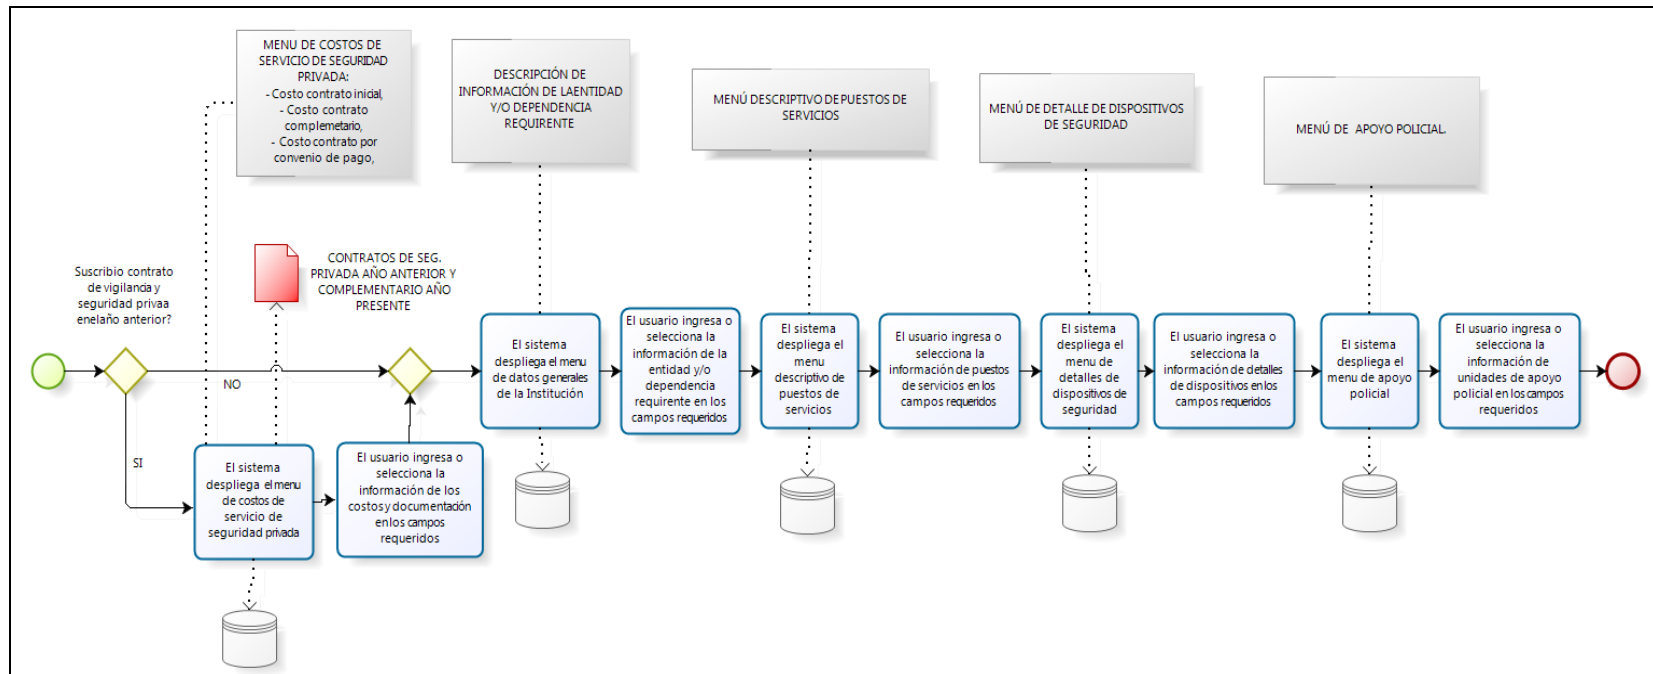 MENU DE COSTOS DE
SERVICIO DE SEGURIDAD
PRIVADA:
- Costo contrato inicial,
- Costo contrato
complemetario,
- Costo contrato por
convenio de pago,
DESCRIPCIÓN DE
INFORMACIÓN DE LAENTIDAD
Y/O DEPENDENCIA
REQUIRENTE
MENÚ DESCRIPTIVO DE PUESTOS DE
SERVICIOS
MENÚ DE DETALLE DE DISPOSITIVOS
DE SEGURIDAD
MENÚ DE APOYO POLICIAL.
Suscribio contrato
de vigilancia y
seguridad privaa
enelaño anterior?
CONTRATOS DE SEG.
PRIVADA AÑO ANTERIOR Y
COMPLEMENTARIO AÑO
PRESENTE
NO
SI
El sistema
despliega el menu
de costos de
servicio de
seguridad privada
El usuario ingresa o
selecciona la
información de los
costos y documentación
en los campos
requeridos
El sistema
despliega el menu
de datos generales
de la Institución
El usuario ingresa o
selecciona la
información de la
entidad y/o
dependencia
requirente en los
campos requeridos
El sistema
despliega el
menu
descriptivo de
puestos de
servicios
El usuario ingresa o
selecciona la
información de puestos
de servicios en los
campos requeridos
El sistema
despliega el
menu de
detalles de
dispositivos de
seguridad
El usuario ingresa o
selecciona la
información de detalles
de dispositivos en los
campos requeridos
El sistema
despliega el
menu de apoyo
policial
El usuario ingresa o
selecciona la
información de
unidades de apoyo
policial en los campos
requeridos